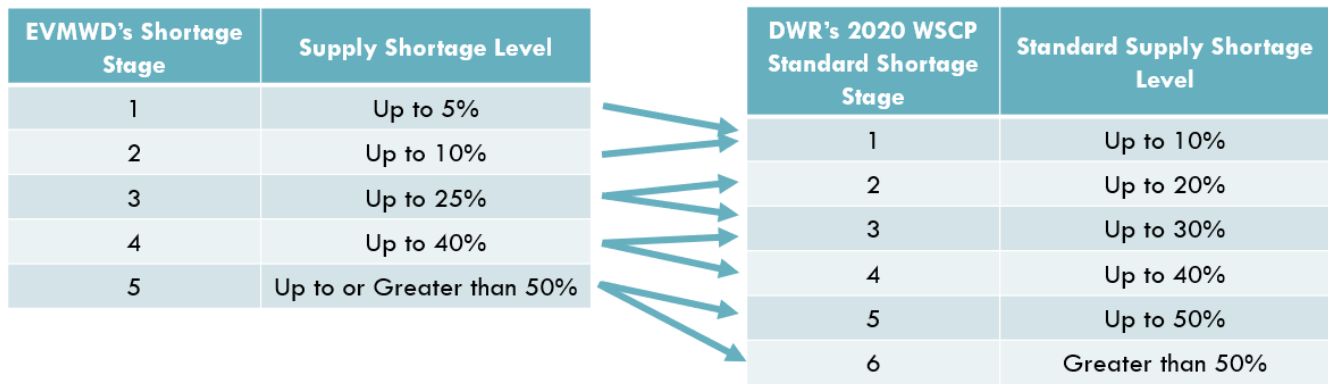 EVMWD's Shortage
Stage
Supply Shortage Level
1
Up to 5%
2
Up to 10%
3
Up to 25%
4
Up to 40%
5
Up to or Greater than 50%
DWR's 2020 WSCP
Standard Shortage
Stage
Standard Supply Shortage
Level
1
Up to 10%
2
Up to 20%
3
Up to 30%
4
Up to 40%
5
Up to 50%
6
Greater than 50%